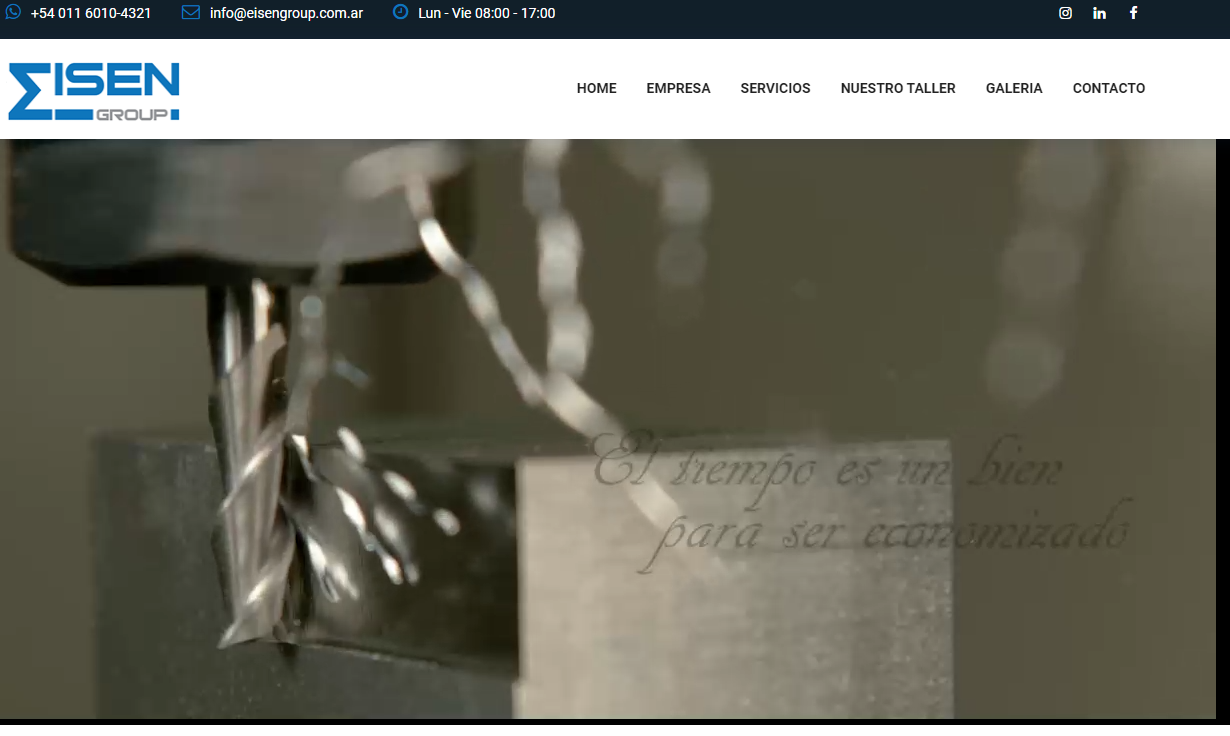 +54 011 6010-4321 info@eisengroup.com.ar Lun - Vie 08:00 - 17:00
EISEN
GROUP
HOME EMPRESA SERVICIOS NUESTRO TALLER GALERIA CONTACTO
El tiempo es un bien
para ser economizado